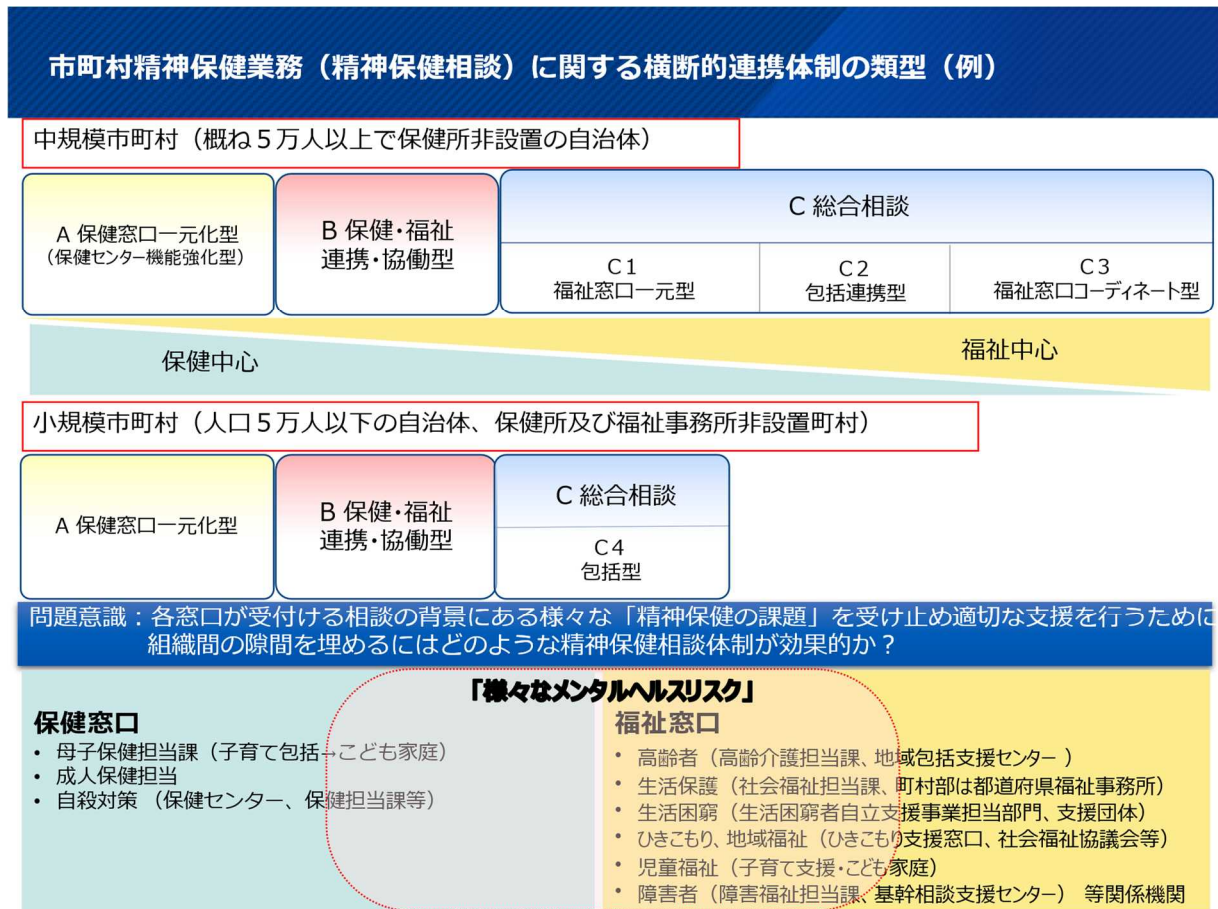 市町村精神保健業務（精神保健相談）に関する横断的連携体制の類型（例）
中規模市町村（概ね５万人以上で保健所非設置の自治体）
A 保健窓口一元化型
（保健センター機能強化型）
B 保健・福祉
連携・協働型
C 総合相談
C１
福祉窓口一元型
C２
包括連携型
C３
福祉窓口コーディネート型
保健中心
福祉中心
小規模市町村（人口５万人以下の自治体、保健所及び福祉事務所非設置町村）
A 保健窓口一元化型
B 保健・福祉
連携・協働型
C 総合相談
C４
包括型
問題意識：各窓口が受付ける相談の背景にある様々な「精神保健の課題」を受け止め適切な支援を行うために
組織間の隙間を埋めるにはどのような精神保健相談体制が効果的か？
「様々なメンタルヘルスリスク」
保健窓口
• 母子保健担当課（子育て包括→こども家庭）
• 成人保健担当
• 自殺対策 （保健センター、保健担当課等）
福祉窓口
• 高齢者（高齢介護担当課、地域包括支援センター ）
• 生活保護（社会福祉担当課、町村部は都道府県福祉事務所）
• 生活困窮（生活困窮者自立支援事業担当部門、支援団体）
• ひきこもり、地域福祉（ひきこもり支援窓口、社会福祉協議会等）
• 児童福祉（子育て支援・こども家庭）
• 障害者（障害福祉担当課、基幹相談支援センター） 等関係機関